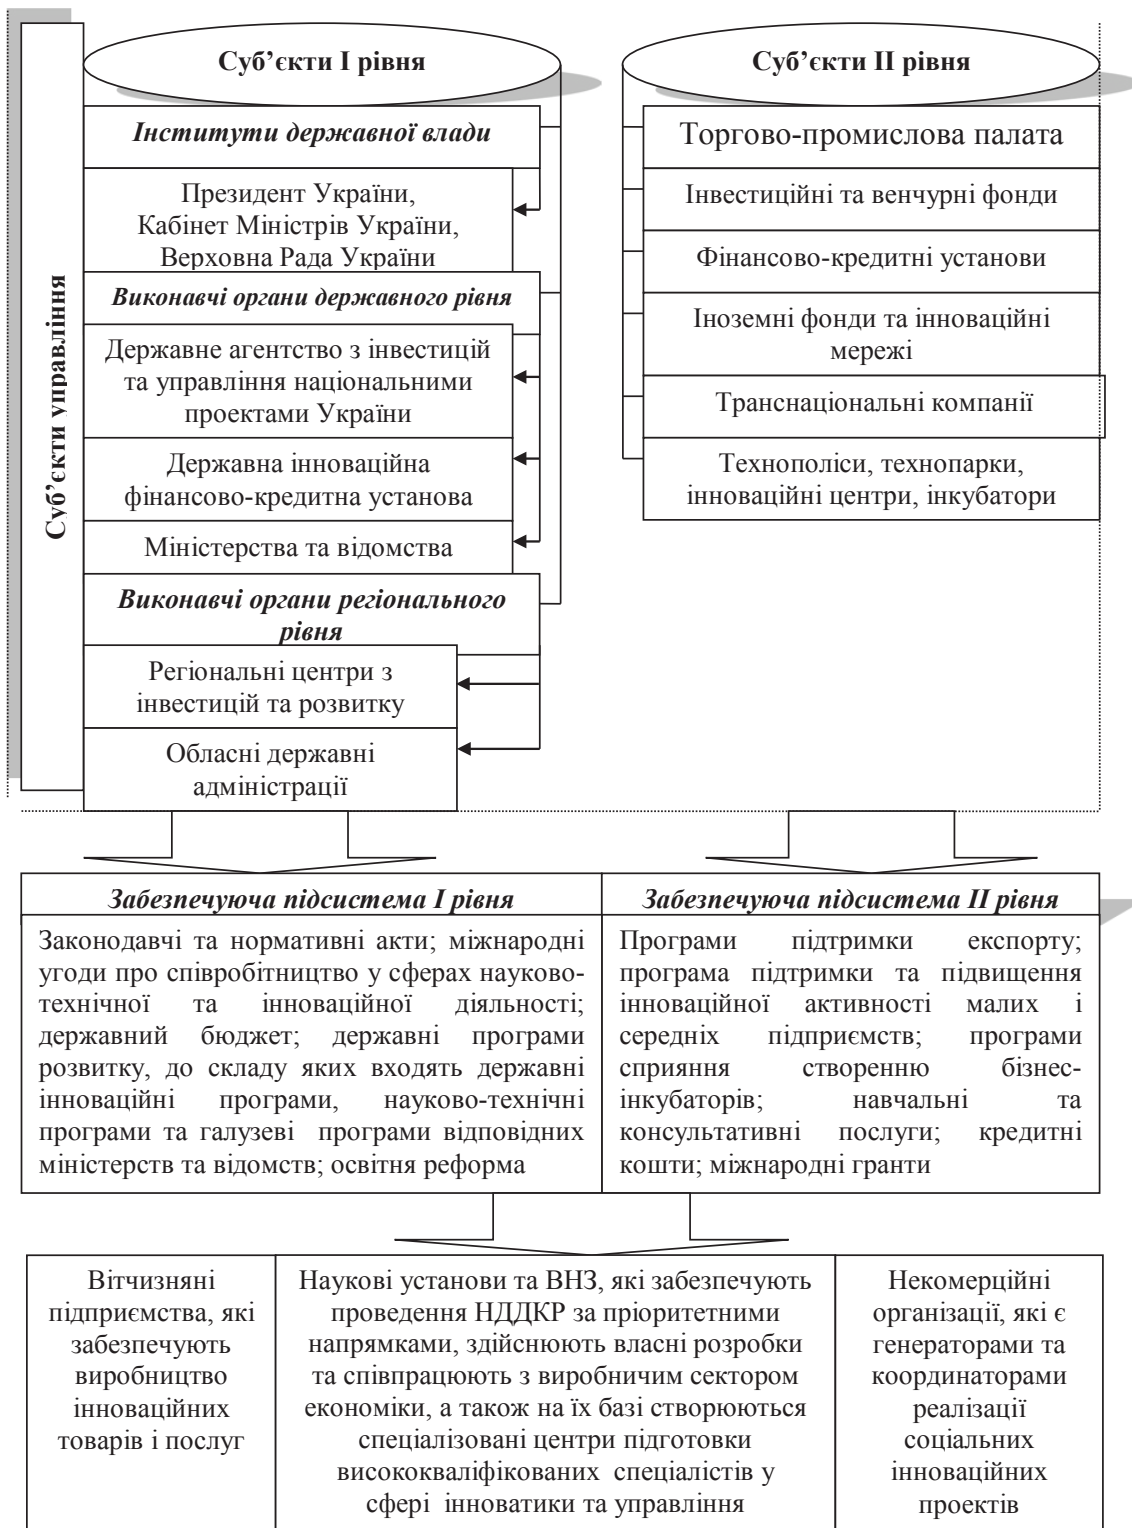 Суб’єкти управління
Суб’єкти І рівня
Інститути державної влади
Президент України,
Кабінет Міністрів України,
Верховна Рада України
Виконавчі органи державного рівня
Державне агентство з інвестицій
та управління національними
проектами України
Державна інноваційна
фінансово-кредитна установа
Міністерства та відомства
Виконавчі органи регіонального
рівня
Регіональні центри з
інвестицій та розвитку
Обласні державні
адміністрації
Суб’єкти ІІ рівня
Торгово-промислова палата
Інвестиційні та венчурні фонди
Фінансово-кредитні установи
Іноземні фонди та інноваційні
мережі
Транснаціональні компанії
Технополіси, технопарки,
інноваційні центри, інкубатори
Забезпечуюча підсистема І рівня
Законодавчі та нормативні акти; міжнародні
угоди про співробітництво у сферах науково-
технічної та інноваційної діяльності;
державний бюджет; державні програми
розвитку, до складу яких входять державні
інноваційні програми, науково-технічні
програми та галузеві програми відповідних
міністерств та відомств; освітня реформа
Забезпечуюча підсистема ІІ рівня
Програми підтримки експорту;
програма підтримки та підвищення
інноваційної активності малих і
середніх підприємств; програми
сприяння створенню бізнес-
інкубаторів; навчальні та
консультативні послуги; кредитні
кошти; міжнародні гранти
Вітчизняні
підприємства, які
забезпечують
виробництво
інноваційних
товарів і послуг
Наукові установи та ВНЗ, які забезпечують
проведення НДДКР за пріоритетними
напрямками, здійснюють власні розробки
та співпрацюють з виробничим сектором
економіки, а також на їх базі створюються
спеціалізовані центри підготовки
висококваліфікованих спеціалістів у
сфері інноватики та управління
Некомерційні
організації, які є
генераторами та
координаторами
реалізації
соціальних
інноваційних
проектів